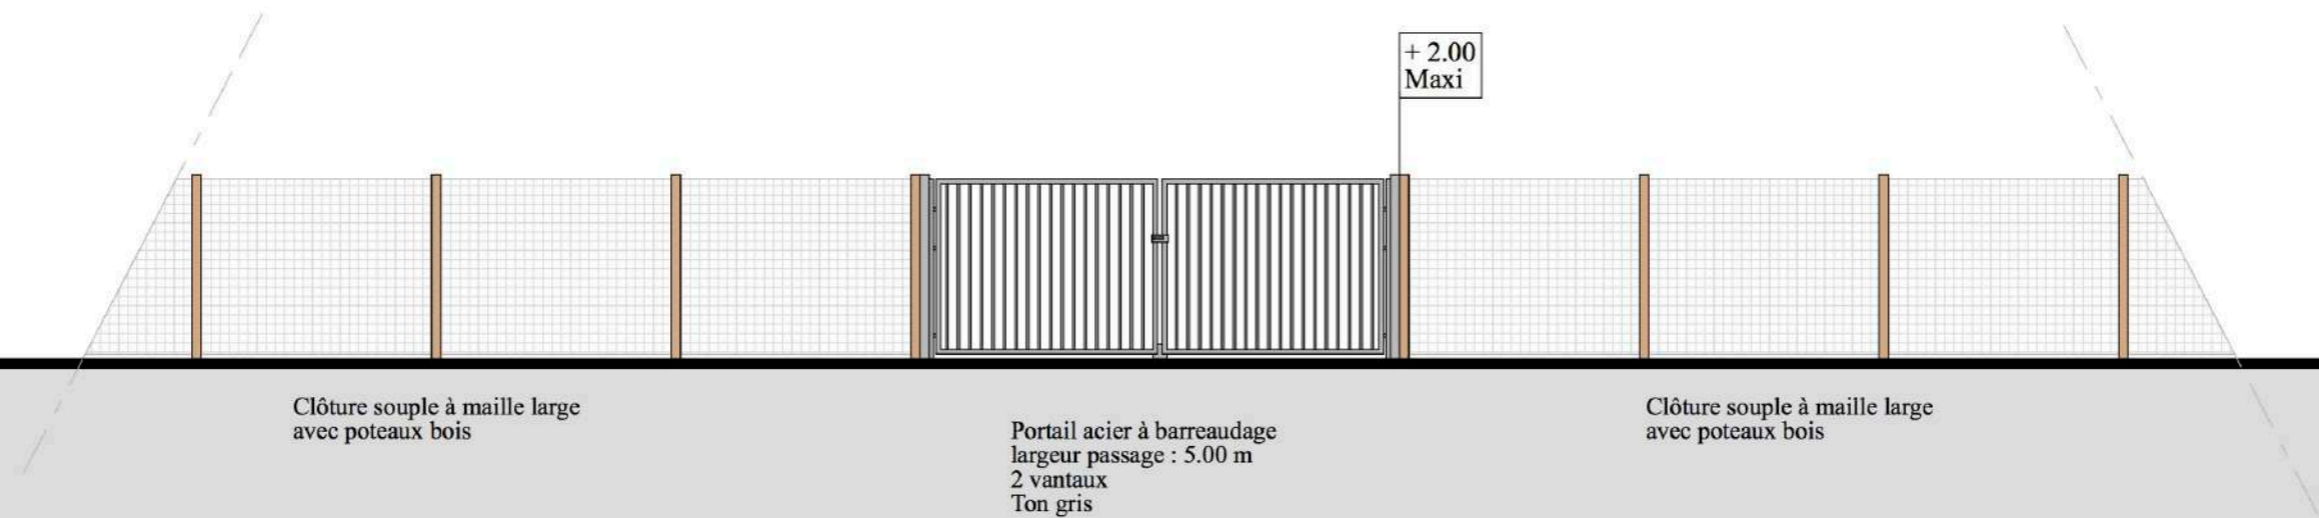 + 2.00
Maxi
Clôture souple à maille large
avec poteaux bois
Portail acier à barreaudage
largeur passage : 5.00 m
2 vantaux
Ton gris
Clôture souple à maille large
avec poteaux bois